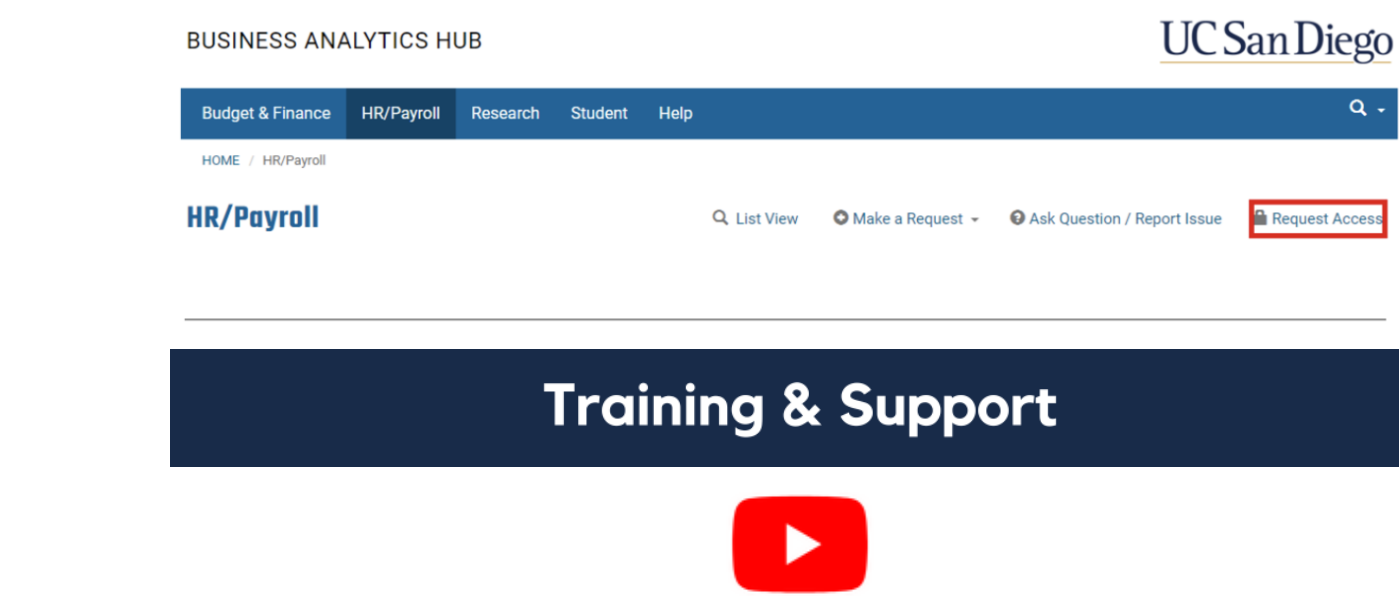 BUSINESS ANALYTICS HUB
UC San Diego
Budget & Finance HR/Payroll Research Student Help
HOME / HR/Payroll
HR/Payroll
List View Make a Request Ask Question / Report Issue Request Access
Training & Support